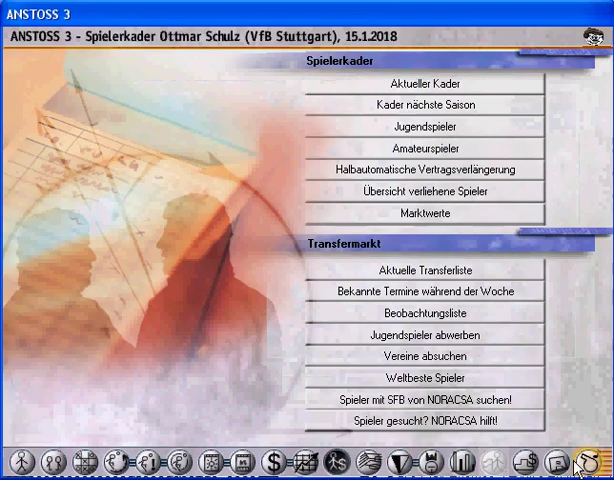 ANSTOSS 3
ANSTOSS 3 - Spielerkader Ottmar Schulz (VfB Stuttgart), 15.1.2018
Spielerkader
Aktueller Kader
Kader nächste Saison
Jugendspieler
Amateurspieler
Halbautomatische Vertragsverlängerung
Übersicht verliehene Spieler
Marktwerte
Transfermarkt
Aktuelle Transferliste
Bekannte Termine während der Woche
Beobachtungsliste
Jugendspieler abwerben
Vereine absuchen
Weltbeste Spieler
Spieler mit SFB von NORACSA suchen!
Spieler gesucht? NORACSA hilft!